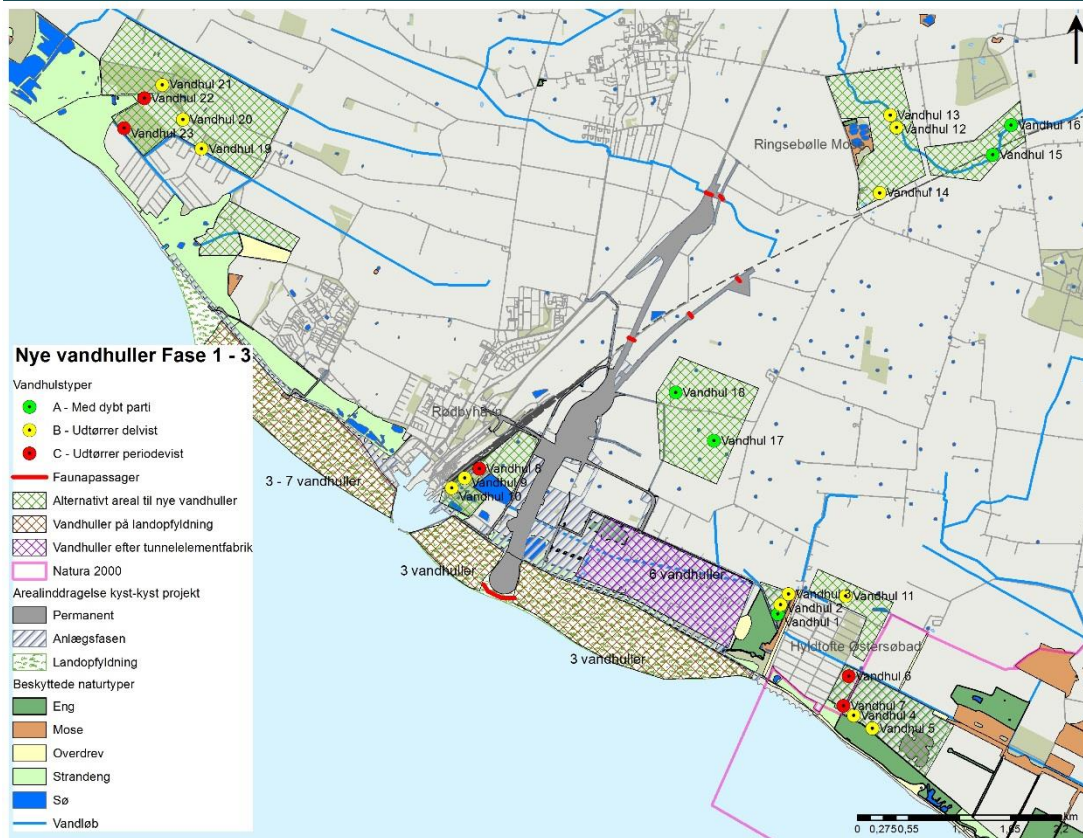 Vandhul 21
Vandhul 22
Vandhul 20
Vandhul 23
Vandhul 19
Vandhul 13
Vandhul 12
Vandhul 16
Ringsebølle Mos
Vandhul 15
Vandhul 14
Nye vandhuller Fase 1 - 3
Vandhulstyper
A - Med dybt parti
B - Udtørrer delvist
C - Udtørrer periodevist
Faunapassager
Alternativt areal til nye vandhuller
Vandhuller på landopfyldning
Vandhuller efter tunnelelementfabrik
Natura 2000
Arealinddragelse kyst-kyst projekt
Permanent
Anlægsfasen
Landopfyldning
Beskyttede naturtyper
Eng
Mose
Overdrev
Strandeng
Sø
Vandløb
Vandhul 18
Rødbyhavn
Vandhul 17
3 - 7 vandhuller
Vandhul 8
Vandhul 9
Vandhul 10
3 vandhuller
6 vandhuller
Vandhul 3
Vandhul 11
Vandhul 2
Vandhul 1
Hyldtofte Østersøbad
3 vandhuller
Vandhul 6
Vandhul 7
Vandhul 4
Vandhul 5
km
0 0,275 0,55 1,1 1,65 2,2